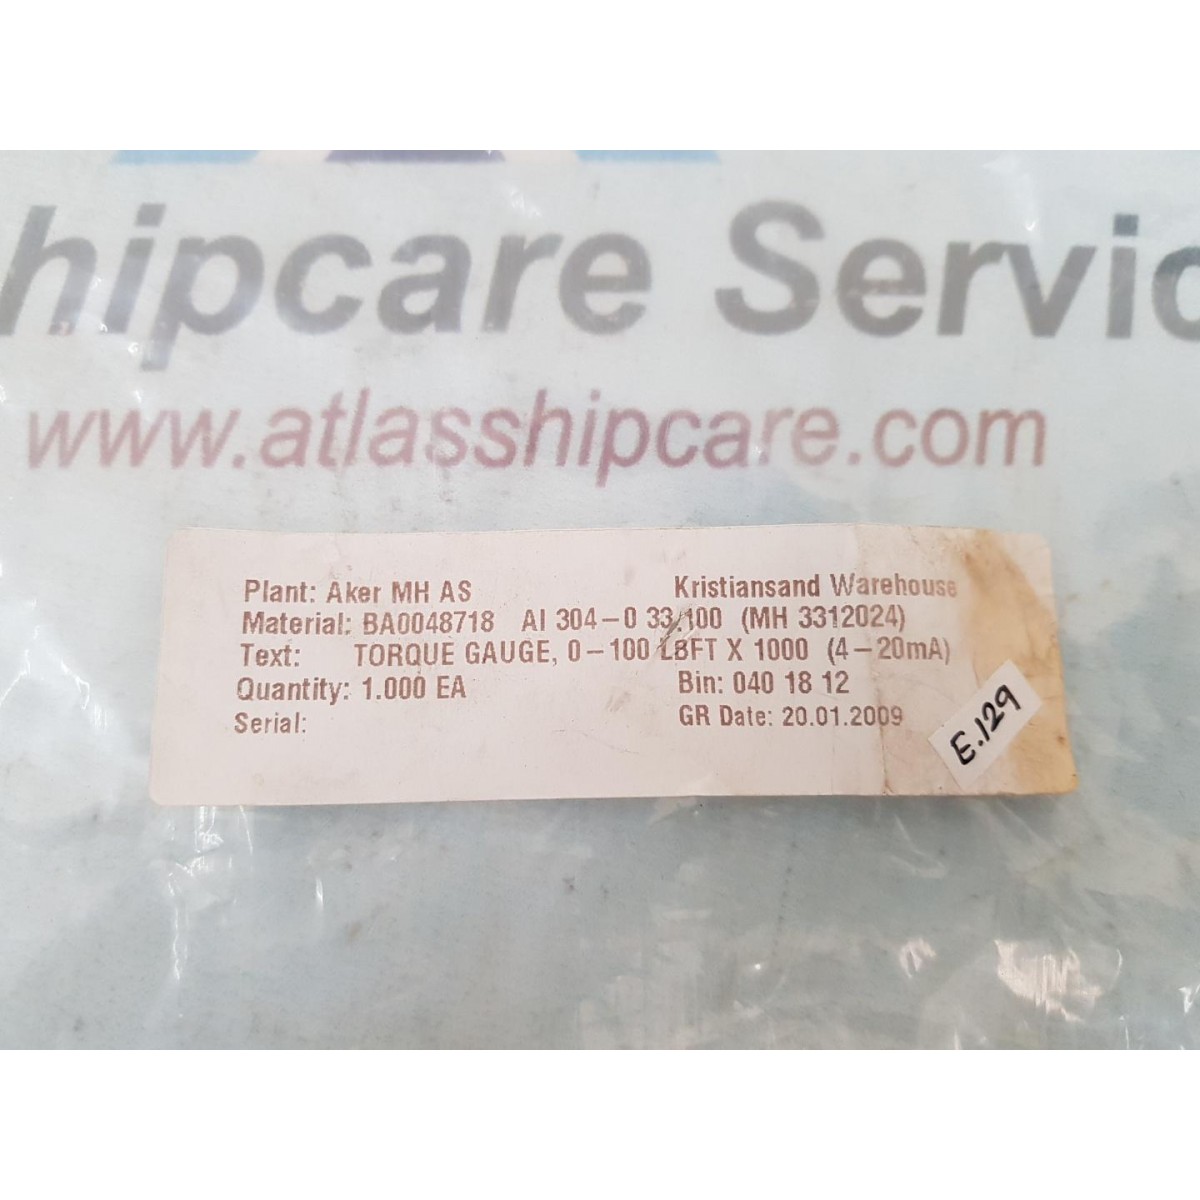 hipcare Servic
www.atlasshipcare.com
Plant: Aker MH AS Kristiansand Warehouse
Material: BA0048718 AI 304-0 33,100 (MH 3312024)
Text: TORQUE GAUGE, 0-100 LBFT X 1000 (4-20mA)
Quantity: 1.000 EA Bin: 040 18 12
Serial: GR Date: 20.01.2009
E.129